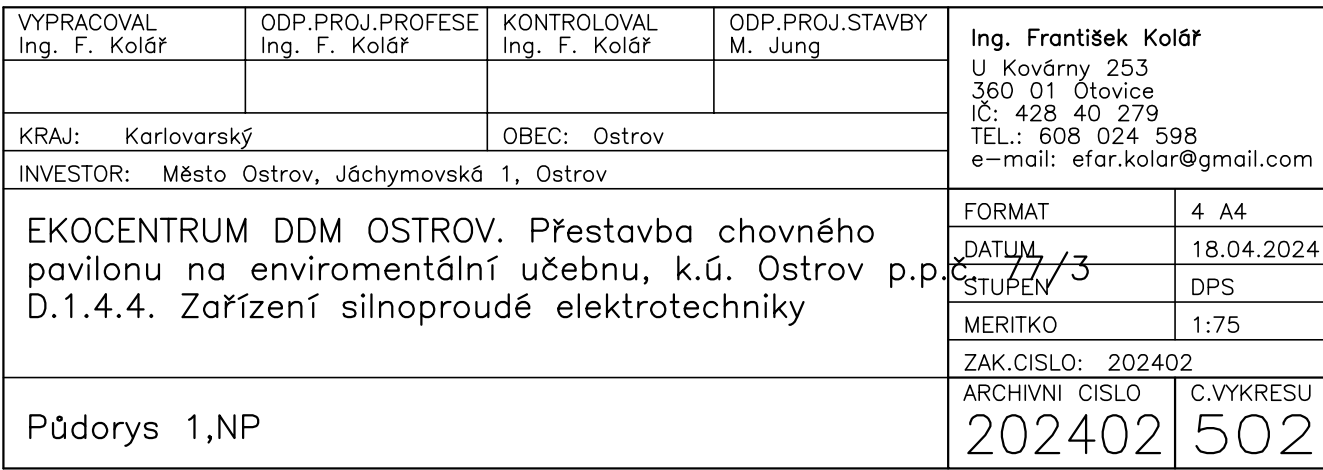 VYPRACOVAL
Ing. F. Kolář
ODP.PROJ.PROFESE
Ing. F. Kolář
KONTROLOVAL
Ing. F. Kolář
ODP.PROJ.STAVBY
M. Jung
KRAJ: Karlovarský
OBEC: Ostrov
INVESTOR: Město Ostrov, Jáchymovská 1, Ostrov
Ing. František Kolář
U Kovárny 253
360 01 Otovice
IČ: 428 40 279
TEL.: 608 024 598
e-mail: efar.kolar@gmail.com
EKOCENTRUM DDM OSTROV. Přestavba chovného
pavilonu na enviromentální učebnu, k.ú. Ostrov p.p.č. 77/3
D.1.4.4. Zařízení silnoproudé elektrotechniky
FORMAT 4 A4
DATUM 18.04.2024
STUPEN DPS
MERITKO 1:75
ZAK.CISLO: 202402
Půdorys 1,NP
ARCHIVNI CISLO
202402
C.VYKRESU
502